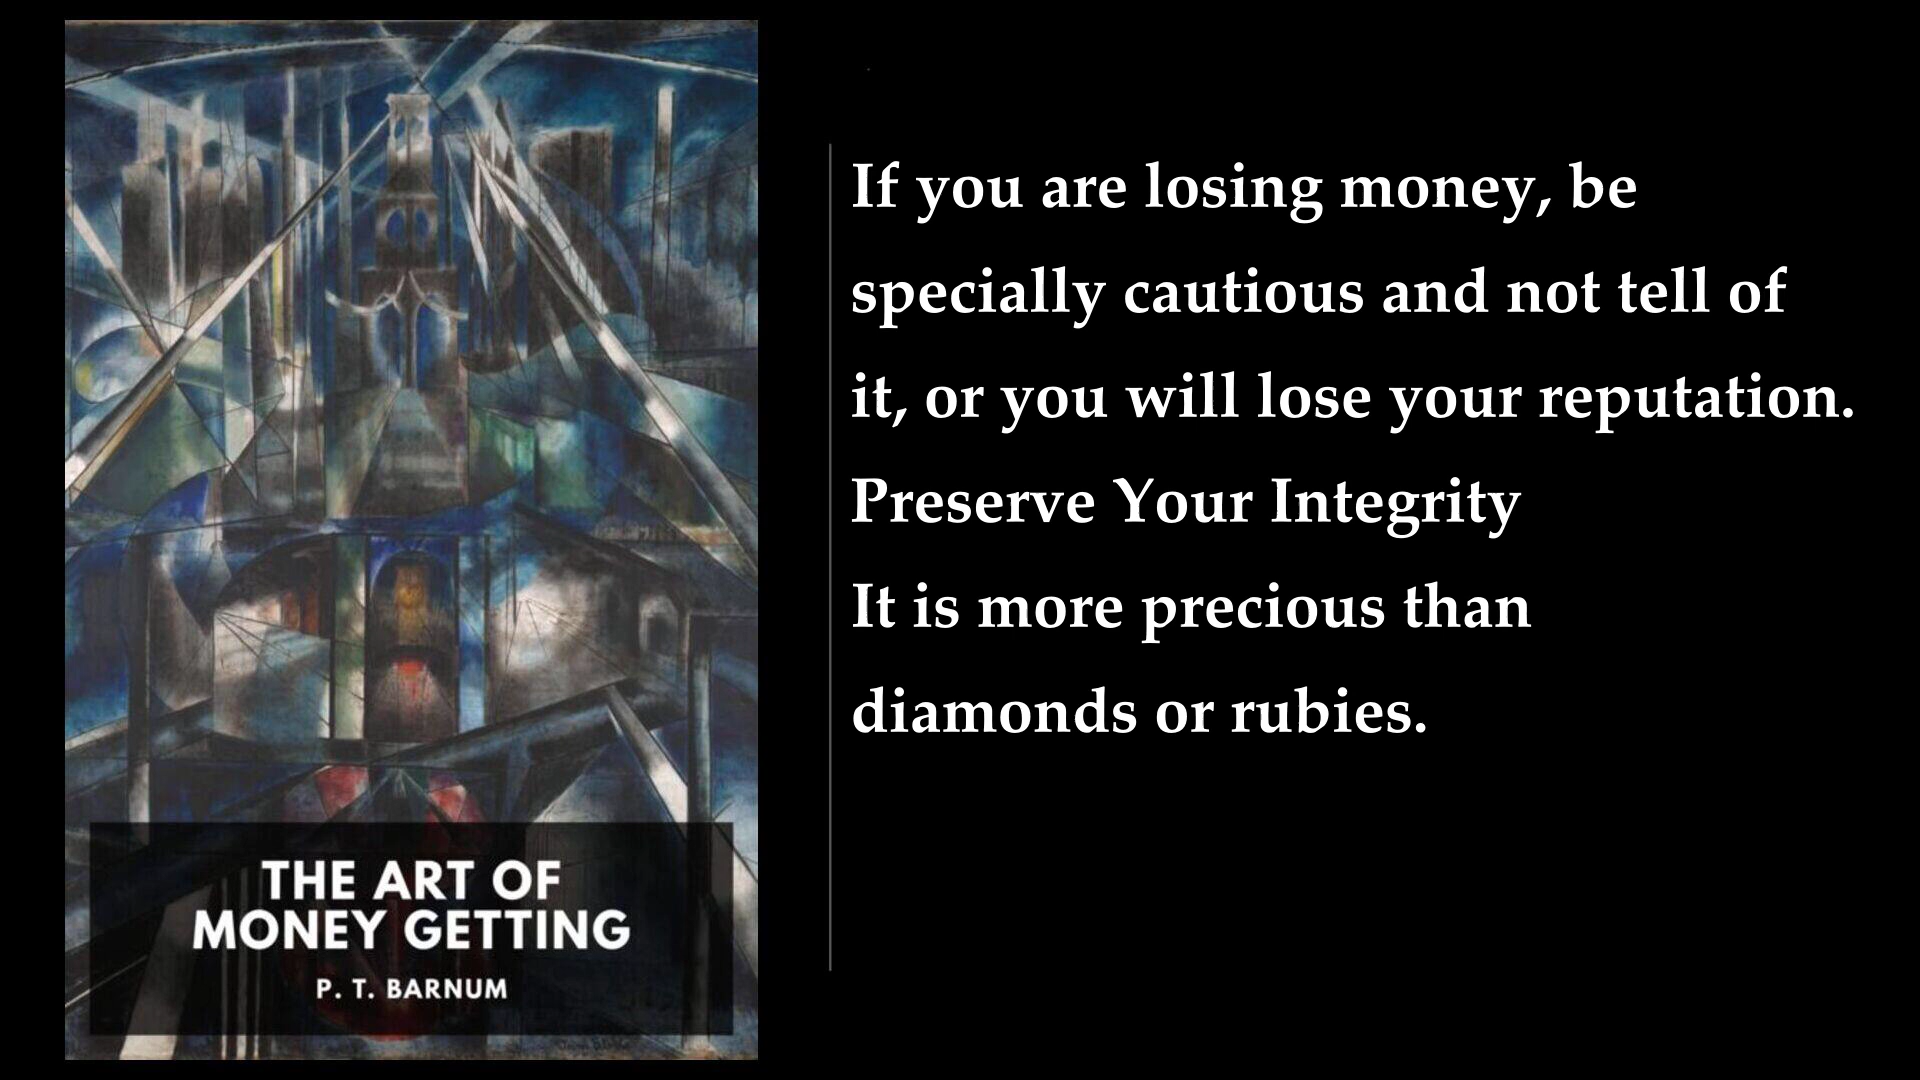 If you are losing money, be
specially cautious and not tell of
it, or you will lose your reputation.
Preserve Your Integrity
It is more precious than
diamonds or rubies.
THE ART OF
MONEY GETTING
P. T. BARNUM